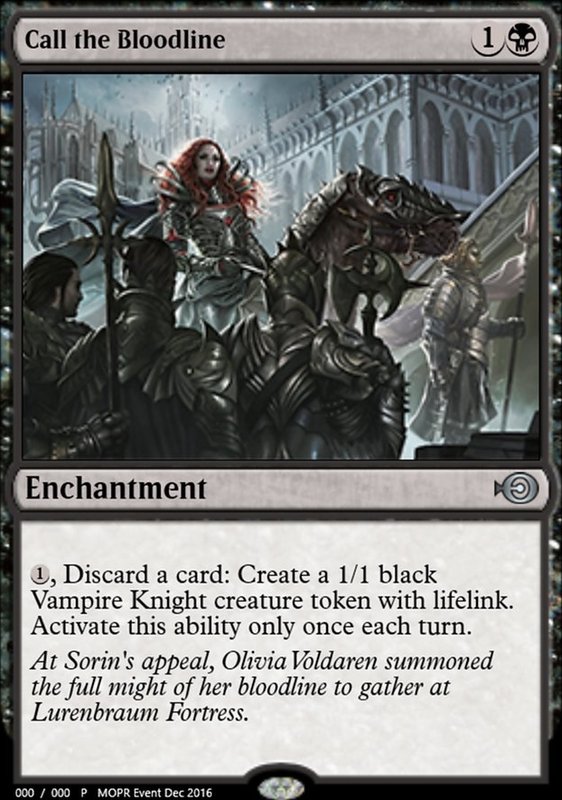 Call the Bloodline 1
Enchantment
1, Discard a card: Create a 1/1 black
Vampire Knight creature token with lifelink.
Activate this ability only once each turn.
At Sorin's appeal, Olivia Voldaren summoned
the full might of her bloodline to gather at
Lurenbraum Fortress.
000 / 000 P MOPR Event Dec 2016